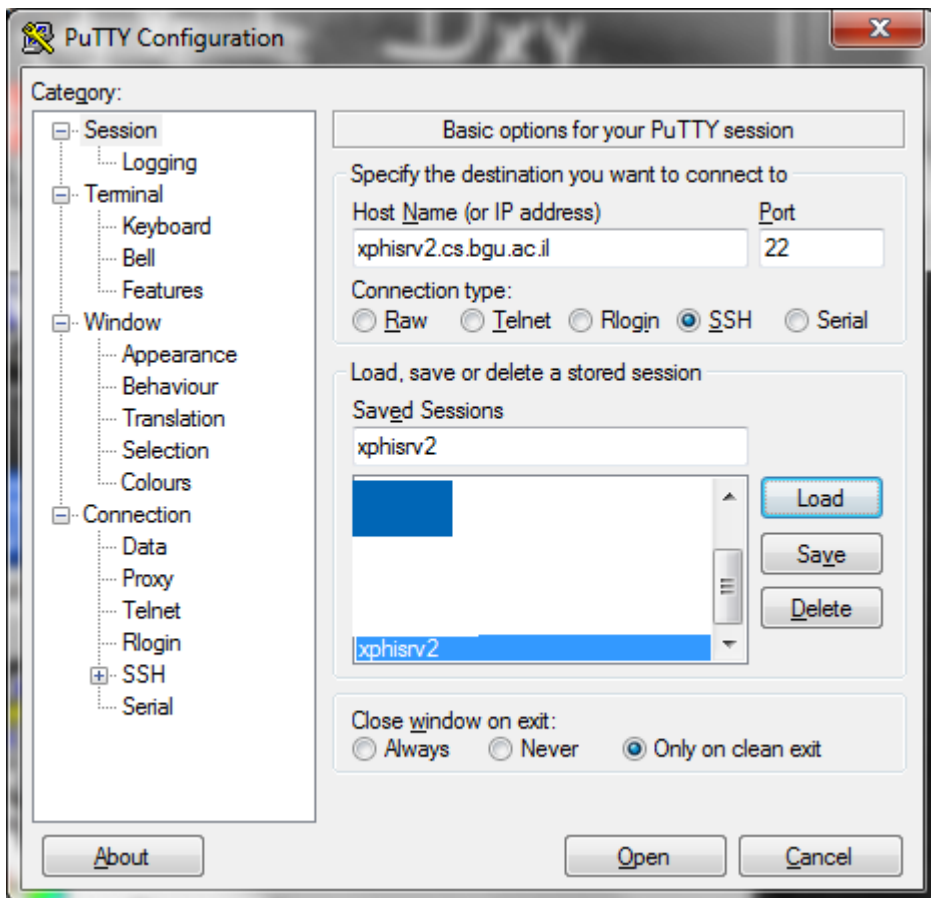 PuTTY Configuration
Category:
Session
Logging
Terminal
Keyboard
Bell
Features
Window
Appearance
Behaviour
Translation
Selection
Colours
Connection
Data
Proxy
Telnet
Rlogin
SSH
Serial
Basic options for your PuTTY session
Specify the destination you want to connect to
Host Name (or IP address) Port
xphisrv2.cs.bgu.ac.il 22
Connection type:
Raw Telnet Rlogin SSH Serial
Load, save or delete a stored session
Saved Sessions
xphisrv2
Load
Save
Delete
xphisrv2
Close window on exit:
Always Never Only on clean exit
About Open Cancel